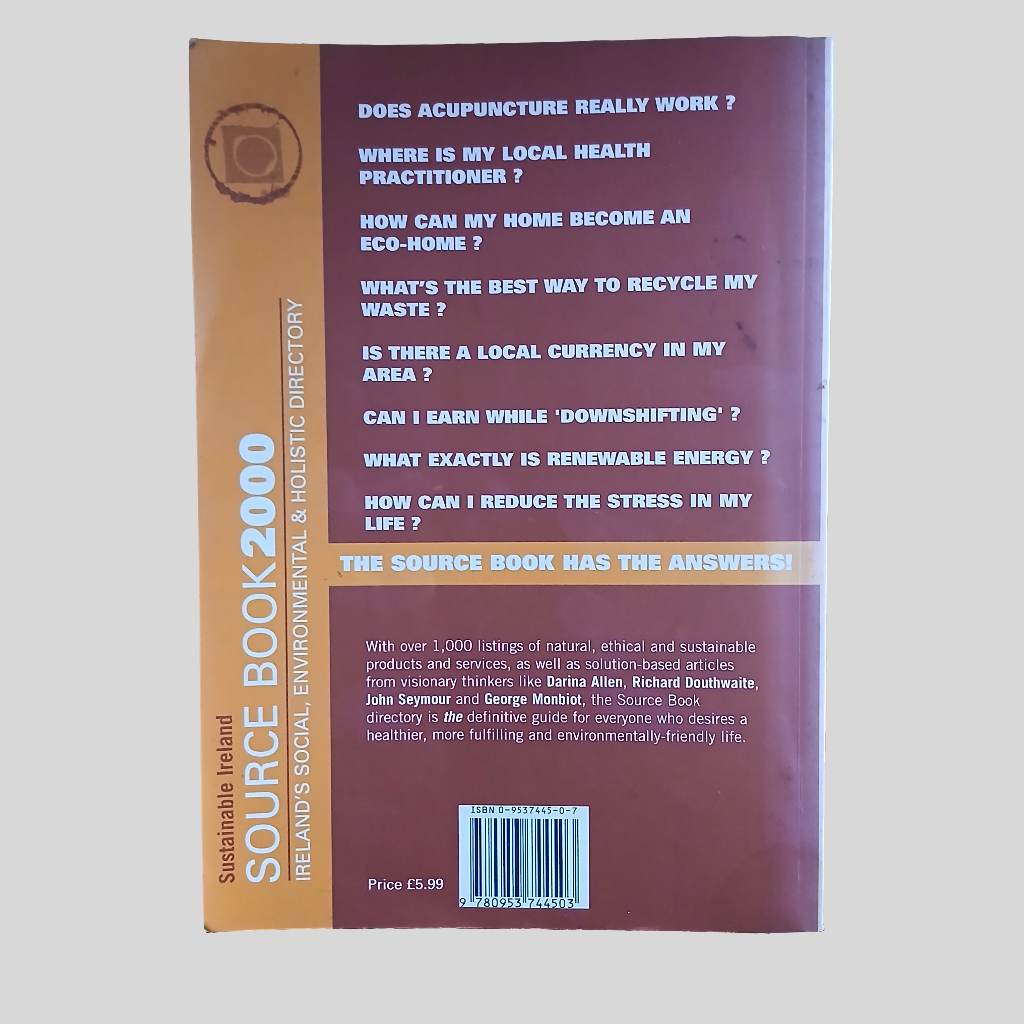 Sustainable Ireland
SOURCE BOOK 2000
IRELAND'S SOCIAL, ENVIRONMENTAL & HOLISTIC DIRECTORY
DOES ACUPUNCTURE REALLY WORK ?
WHERE IS MY LOCAL HEALTH
PRACTITIONER ?
HOW CAN MY HOME BECOME AN
ECO-HOME ?
WHAT'S THE BEST WAY TO RECYCLE MY
WASTE ?
IS THERE A LOCAL CURRENCY IN MY
AREA ?
CAN I EARN WHILE 'DOWNSHIFTING' ?
WHAT EXACTLY IS RENEWABLE ENERGY ?
HOW CAN I REDUCE THE STRESS IN MY
LIFE ?
THE SOURCE BOOK HAS THE ANSWERS!
With over 1,000 listings of natural, ethical and sustainable
products and services, as well as solution-based articles
from visionary thinkers like Darina Allen, Richard Douthwaite,
John Seymour and George Monbiot, the Source Book
directory is the definitive guide for everyone who desires a
healthier, more fulfilling and environmentally-friendly life.
ISBN 0-9537445-0-7
Price £5.99
9 780953 744503